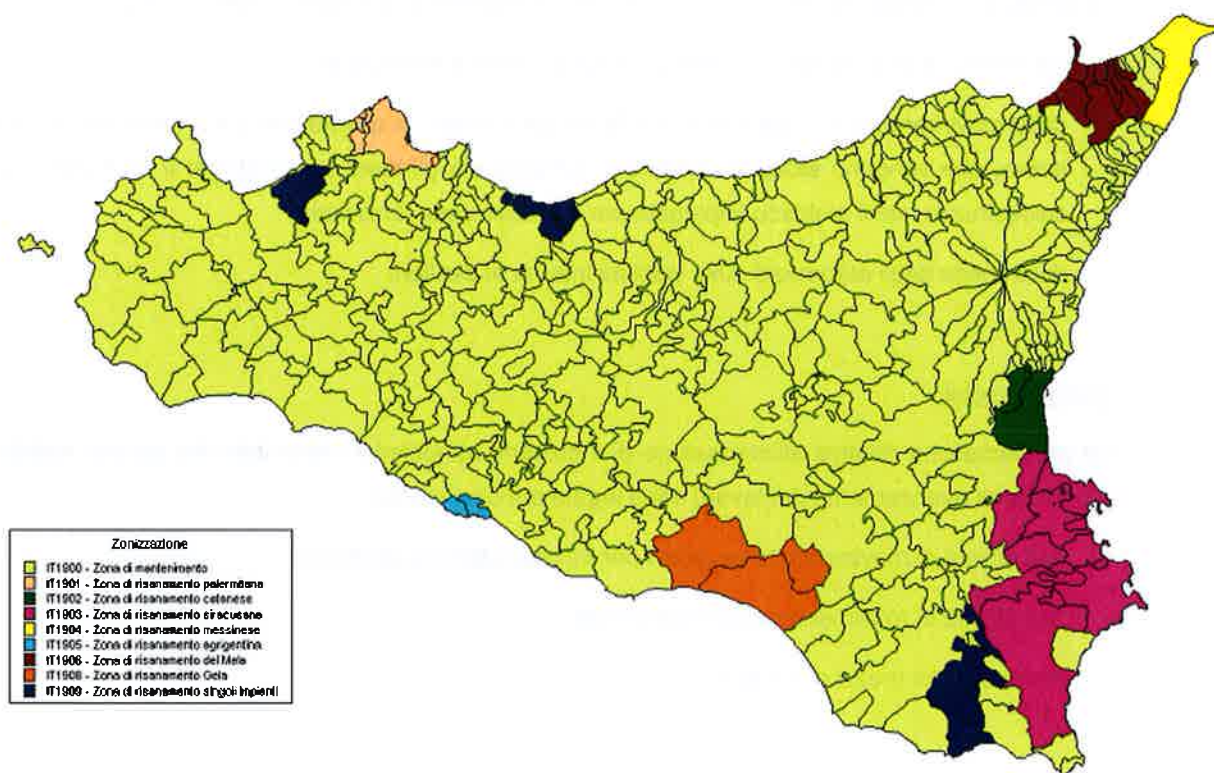 Zonizzazione
IT1900 - Zona di mantenimento
IT1901 - Zona di risanamento palermitana
IT1902 - Zona di risanamento catanese
IT1903 - Zona di risanamento siracusana
IT1904 - Zona di risanamento messinese
IT1905 - Zona di risanamento agrigentina
IT1906 - Zona di risanamento del Mela
IT1908 - Zona di risanamento Gela
IT1909 - Zona di risanamento singoli impianti